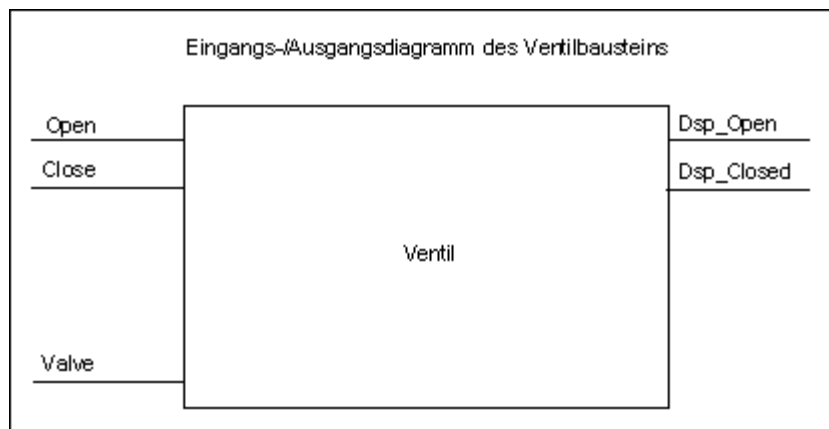 Eingangs-/Ausgangsdiagramm des Ventilbausteins
Open
Dsp_Open
Close
Dsp_Closed
Ventil
Valve